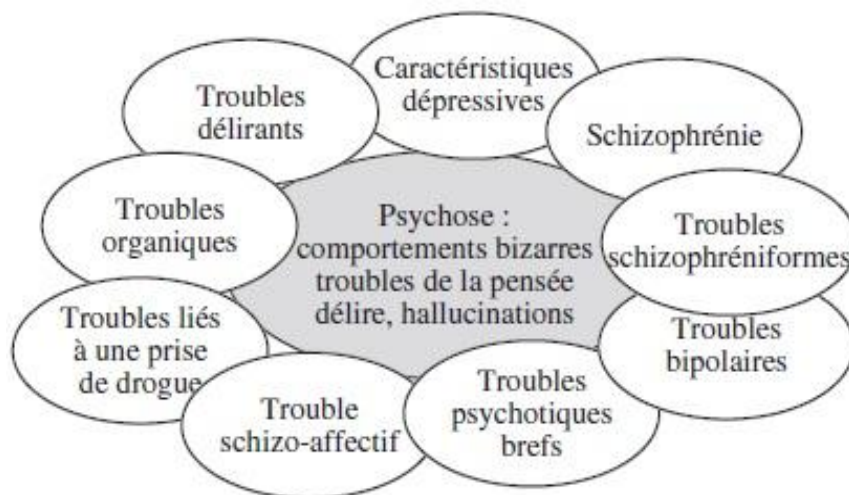 Caractéristiques
dépressives
Troubles
délirants
Schizophrénie
Troubles
organiques
Psychose :
comportements bizarres
troubles de la pensée
délire, hallucinations
Troubles
schizophréniformes
Troubles liés
à une prise
de drogue
Troubles
bipolaires
Trouble
schizo-affectif
Troubles
psychotiques
brefs